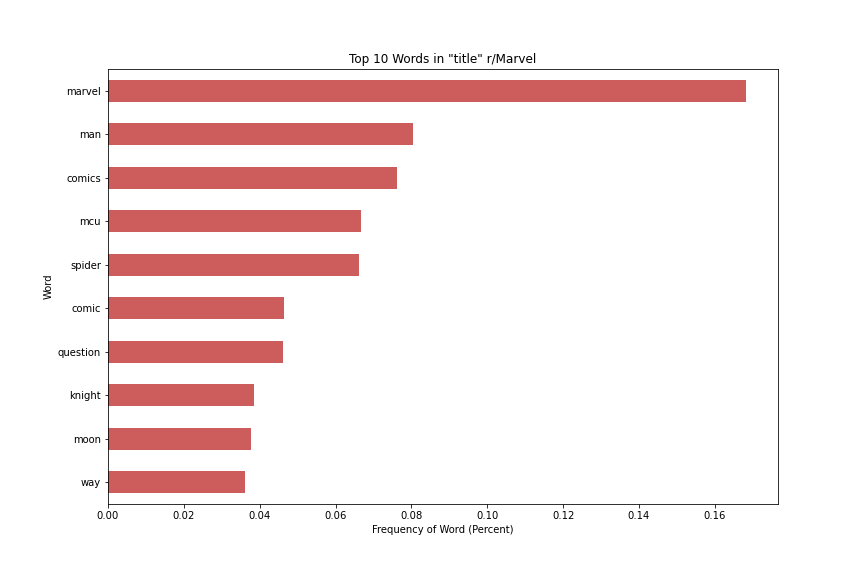 Top 10 Words in "title" r/Marvel
marvel
man
comics
mcu
spider
comic
question
knight
moon
way
Word
0.00 0.02 0.04 0.06 0.08 0.10 0.12 0.14 0.16
Frequency of Word (Percent)